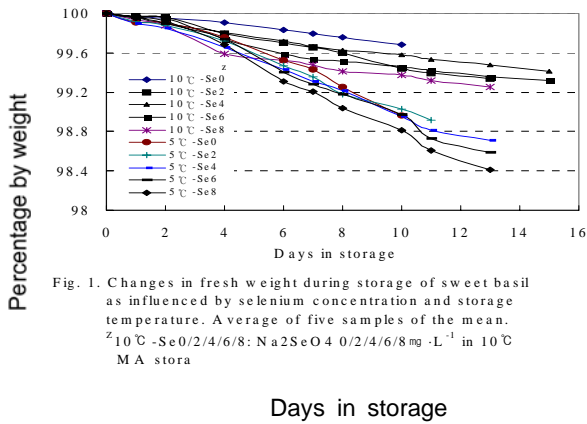 Percentage by weight
100
99.6
99.2
98.8
98.4
98
z
10℃-Se0
10℃-Se2
10℃-Se4
10℃-Se6
10℃-Se8
5℃-Se0
5℃-Se2
5℃-Se4
5℃-Se6
5℃-Se8
0 2 4 6 8 10 12 14 16
Days in storage
Fig. 1. Changes in fresh weight during storage of sweet basil
as influenced by selenium concentration and storage
temperature. Average of five samples of the mean.
z10℃-Se0/2/4/6/8: Na2SeO4 0/2/4/6/8 mg·L-1 in 10℃
MA stora
Days in storage